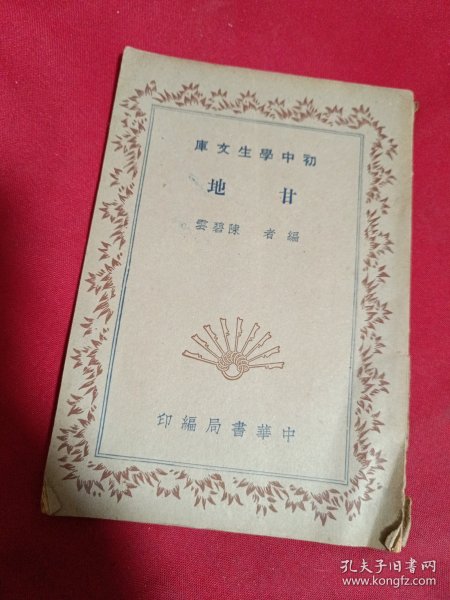 初中學生文庫
甘地
編者 陳碧雲
中華書局編印
孔夫子旧书网
www.kongfz.com